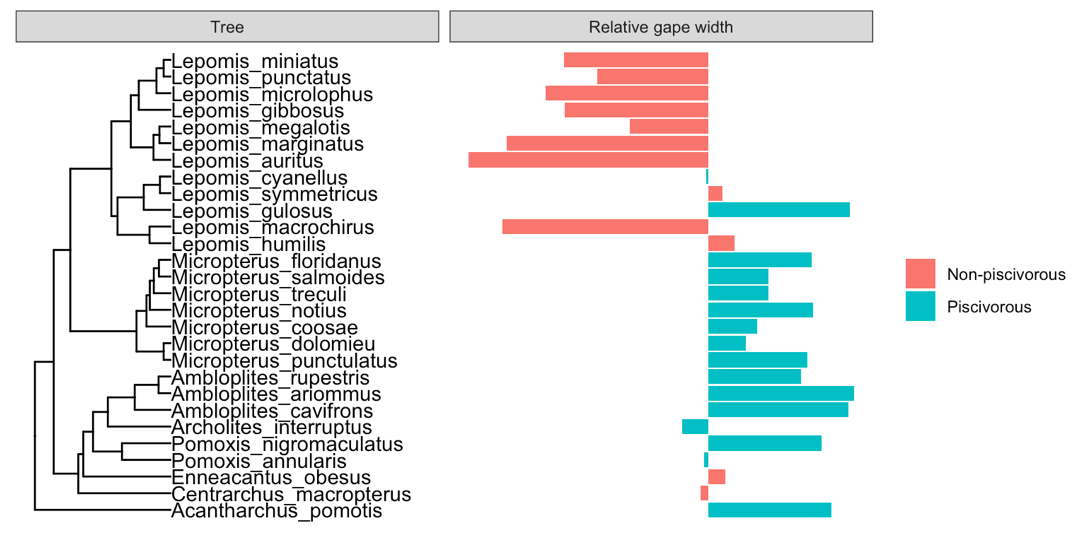 Tree
Relative gape width
Lepomis_miniatus
Lepomis_punctatus
Lepomis_microlophus
Lepomis_gibbosus
Lepomis_megalotis
Lepomis_marginatus
Lepomis_auritus
Lepomis_cyanellus
Lepomis_symmetricus
Lepomis_gulosus
Lepomis_macrochirus
Lepomis_humilis
Micropterus_floridanus
Micropterus_salmoides
Micropterus_treculi
Micropterus_notius
Micropterus_coosae
Micropterus_dolomieu
Micropterus_punctulatus
Ambloplites_rupestris
Ambloplites_ariommus
Ambloplites_cavifrons
Archolites_interruptus
Pomoxis_nigromaculatus
Pomoxis_annularis
Enneacantus_obesus
Centrarchus_macropterus
Acantharchus_pomotis
Non-piscivorous
Piscivorous